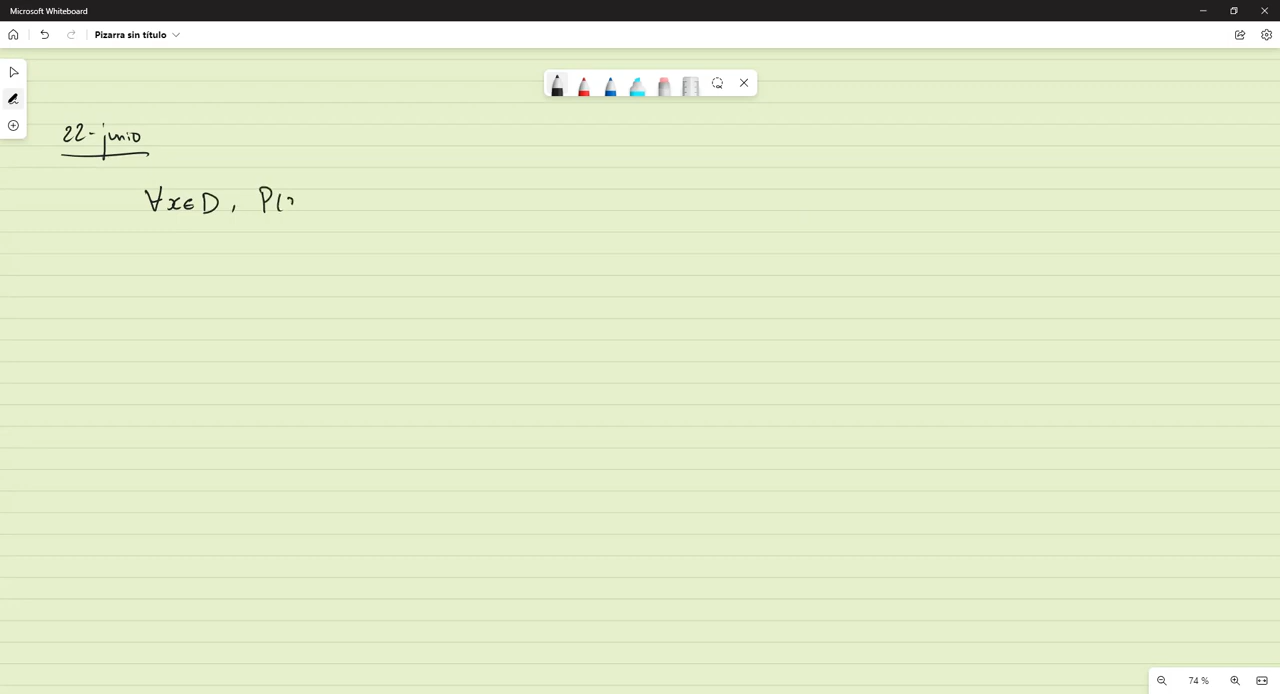 Microsoft Whiteboard
Pizarra sin título
22-junio
∀x∈D, P(
74 %